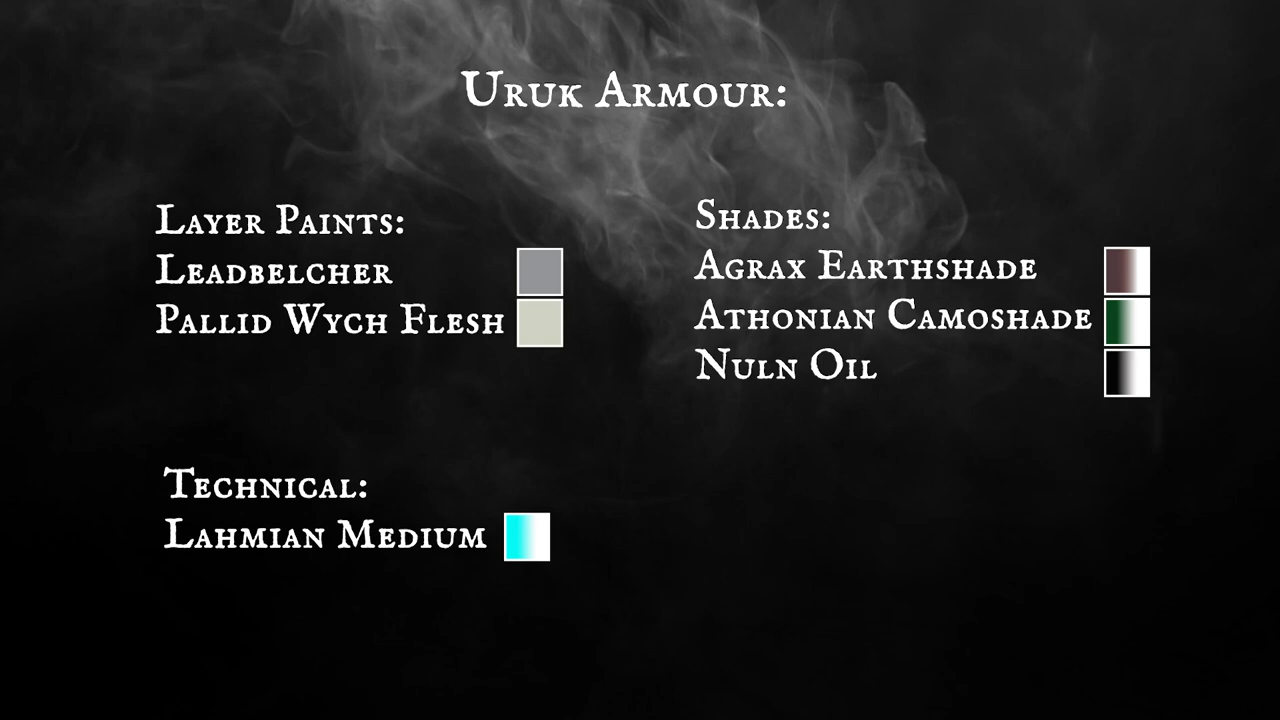 Uruk Armour:
Layer Paints:
Leadbelcher
Pallid Wych Flesh
Shades:
Agrax Earthshade
Athonian Camoshade
Nuln Oil
Technical:
Lahmian Medium